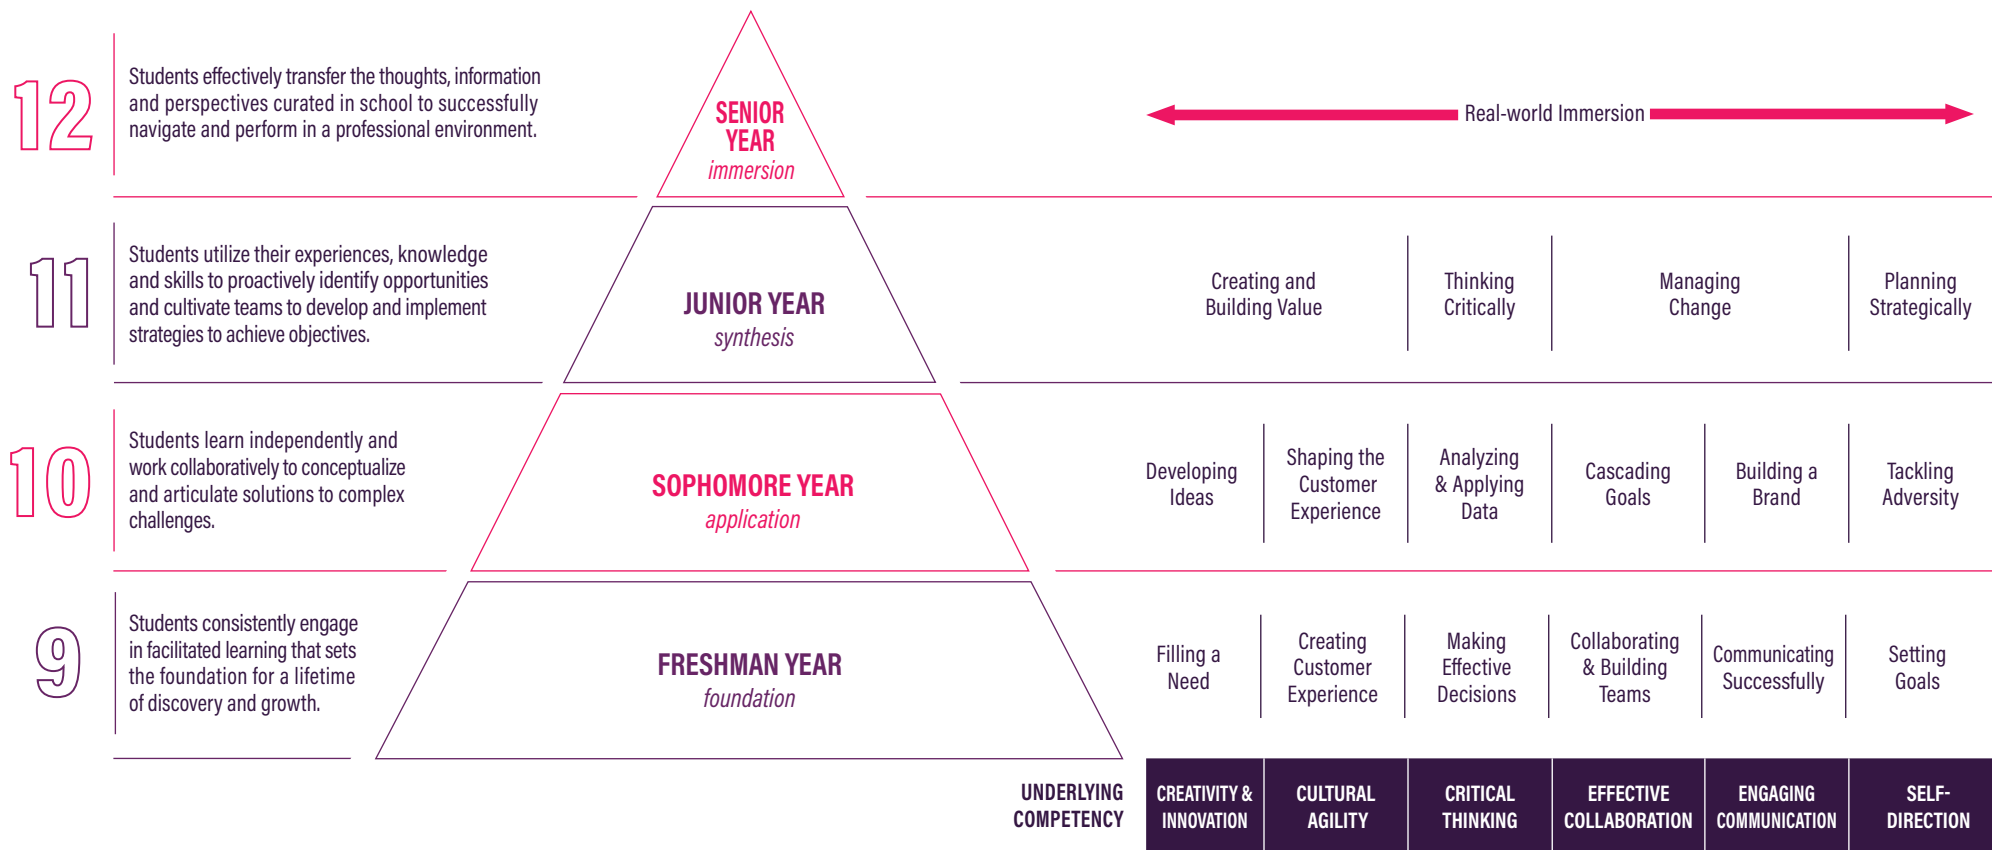 12
Students effectively transfer the thoughts, information
and perspectives curated in school to successfully
navigate and perform in a professional environment.
SENIOR
YEAR
immersion
Real-world Immersion
11
Students utilize their experiences, knowledge
and skills to proactively identify opportunities
and cultivate teams to develop and implement
strategies to achieve objectives.
JUNIOR YEAR
synthesis
Creating and
Building Value
Thinking
Critically
Managing
Change
Planning
Strategically
10
Students learn independently and
work collaboratively to conceptualize
and articulate solutions to complex
challenges.
SOPHOMORE YEAR
application
Developing
Ideas
Shaping the
Customer
Experience
Analyzing
& Applying
Data
Cascading
Goals
Building a
Brand
Tackling
Adversity
9
Students consistently engage
in facilitated learning that sets
the foundation for a lifetime
of discovery and growth.
FRESHMAN YEAR
foundation
Filling a
Need
Creating
Customer
Experience
Making
Effective
Decisions
Collaborating
& Building
Teams
Communicating
Successfully
Setting
Goals
UNDERLYING
COMPETENCY
CREATIVITY &
INNOVATION
CULTURAL
AGILITY
CRITICAL
THINKING
EFFECTIVE
COLLABORATION
ENGAGING
COMMUNICATION
SELF-
DIRECTION